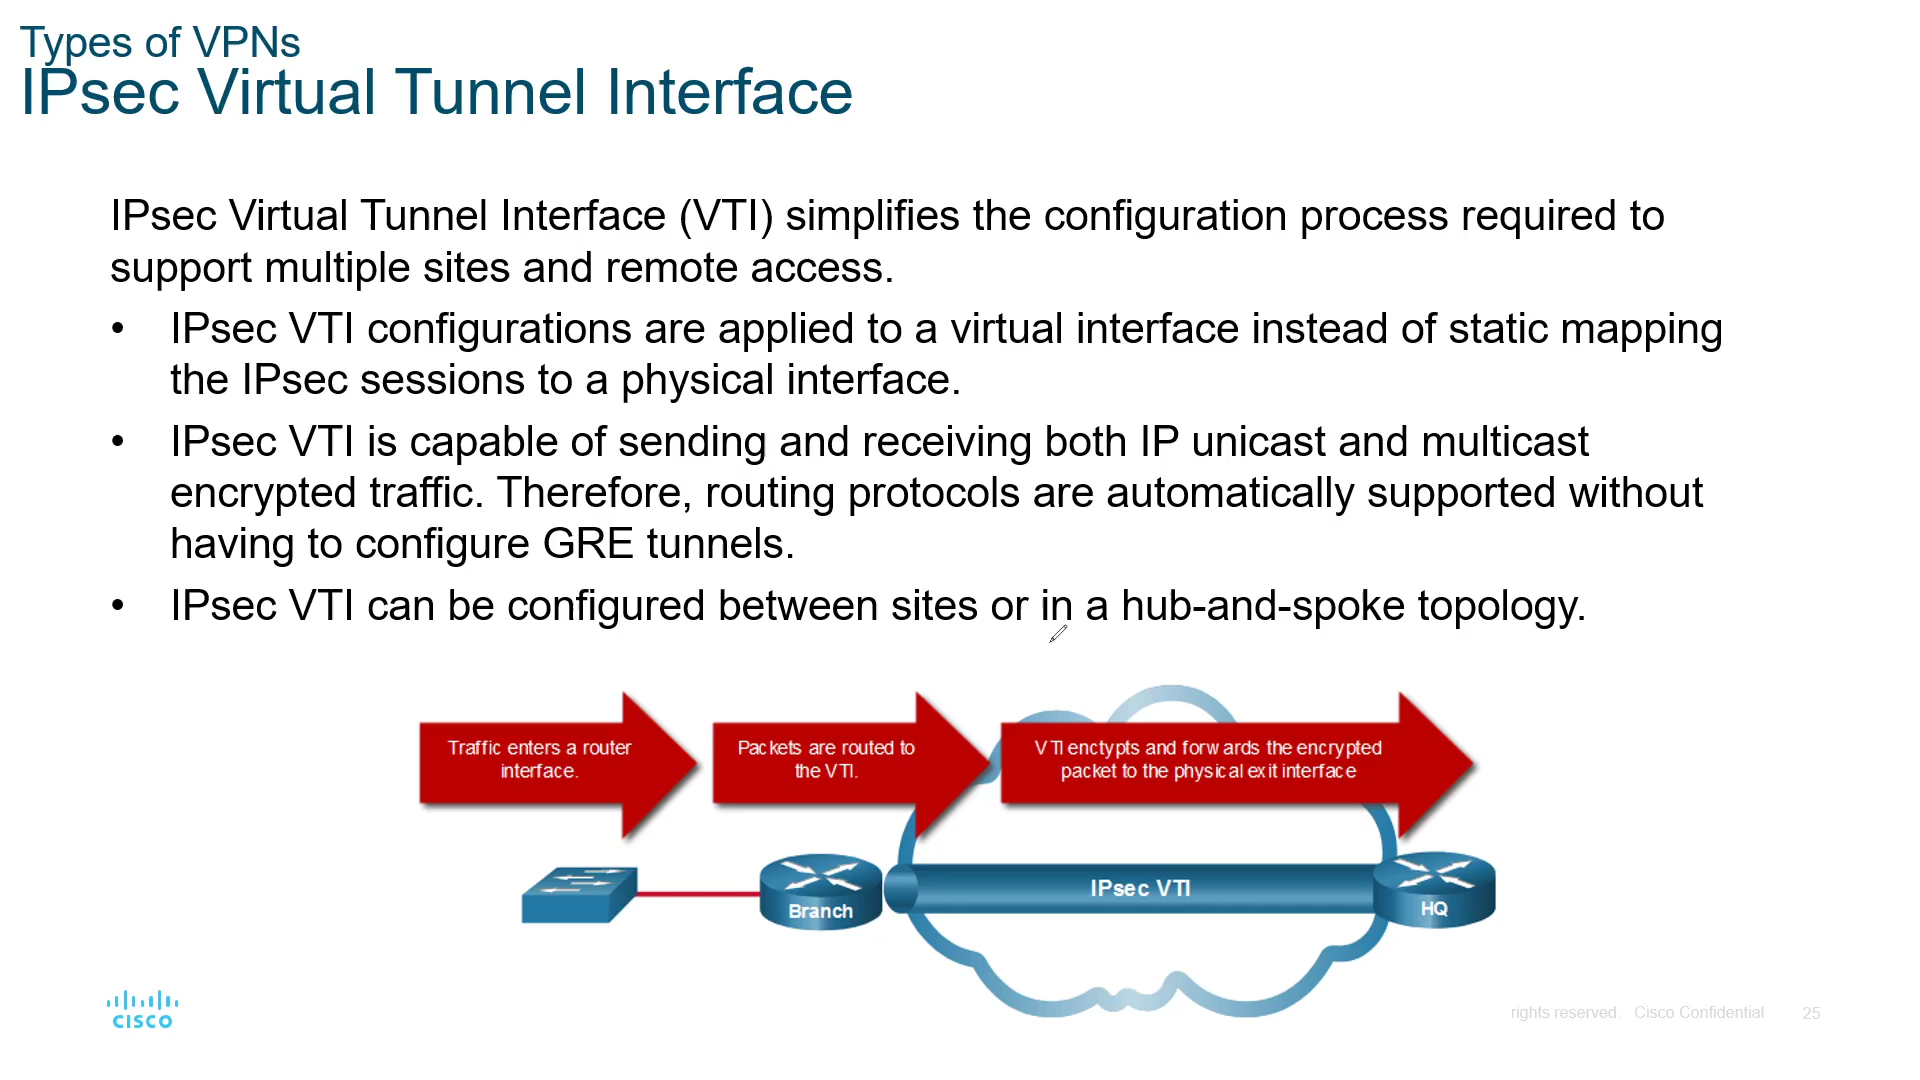 Types of VPNs
IPsec Virtual Tunnel Interface
IPsec Virtual Tunnel Interface (VTI) simplifies the configuration process required to
support multiple sites and remote access.
• IPsec VTI configurations are applied to a virtual interface instead of static mapping
the IPsec sessions to a physical interface.
• IPsec VTI is capable of sending and receiving both IP unicast and multicast
encrypted traffic. Therefore, routing protocols are automatically supported without
having to configure GRE tunnels.
• IPsec VTI can be configured between sites or in a hub-and-spoke topology.
Traffic enters a router
interface.
Packets are routed to
the VTI.
VTI enctypts and forwards the encrypted
packet to the physical exit interface
IPsec VTI
Branch
HQ
CISCO
rights reserved. Cisco Confidential 25